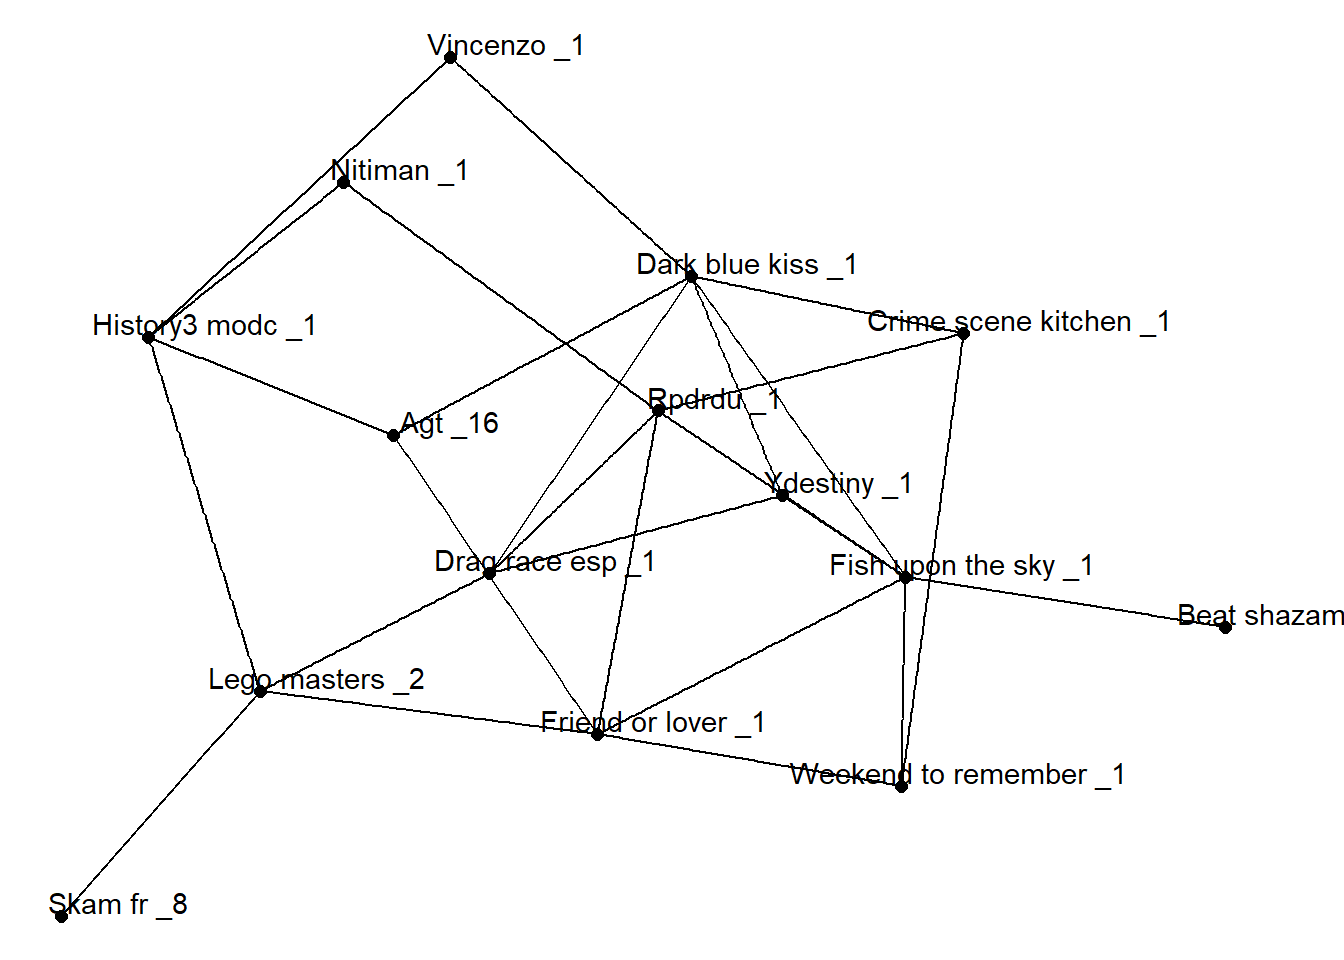 Vincenzo _1
Nitiman _1
Dark blue kiss _1
History3 modc _1
Crime scene kitchen _1
Rpdrdu _1
Agt _16
Ydestiny _1
Drag race esp _1
Fish upon the sky _1
Beat shazam
Lego masters _2
Friend or lover _1
Weekend to remember _1
Skam fr _8